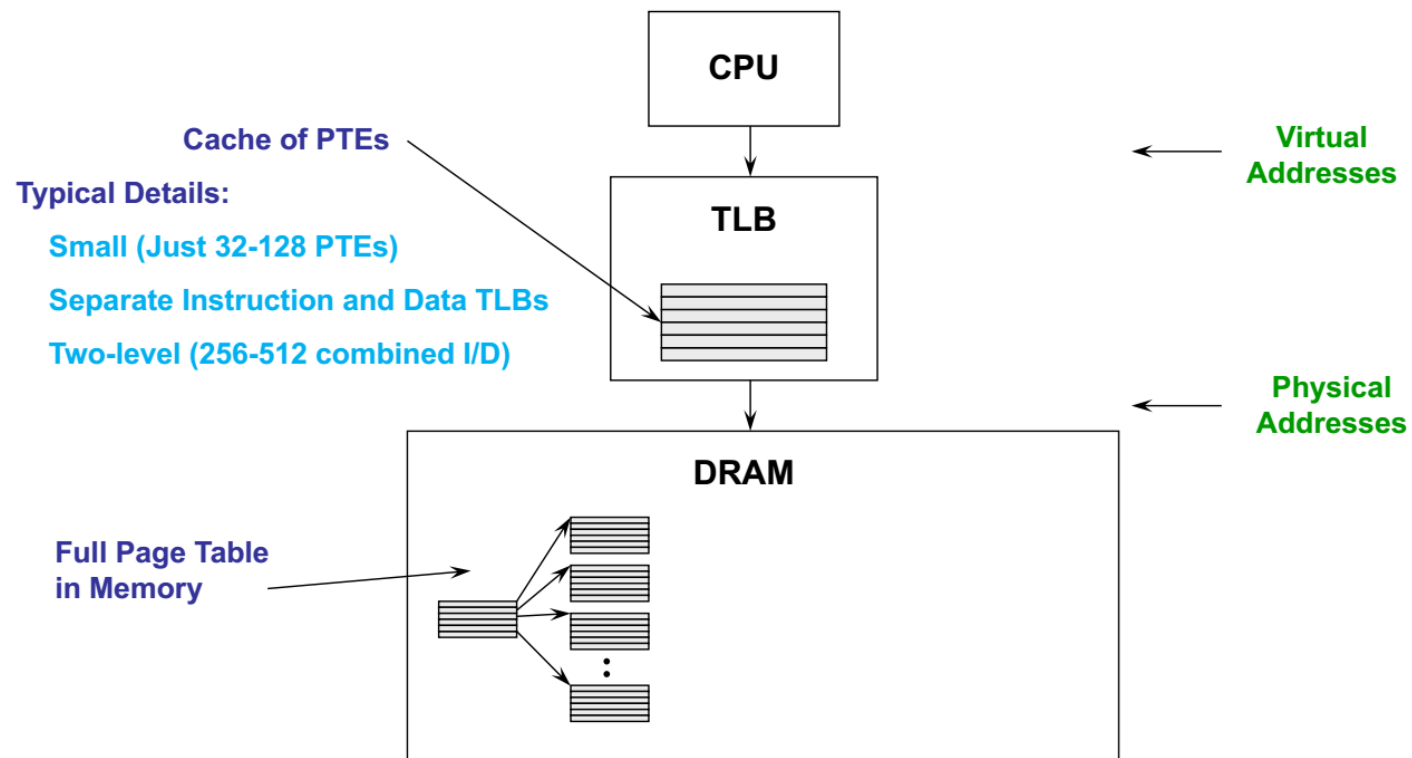 CPU
Cache of PTEs
Virtual
Addresses
Typical Details:
TLB
Small (Just 32-128 PTEs)
Separate Instruction and Data TLBs
Two-level (256-512 combined I/D)
Physical
Addresses
DRAM
Full Page Table
in Memory